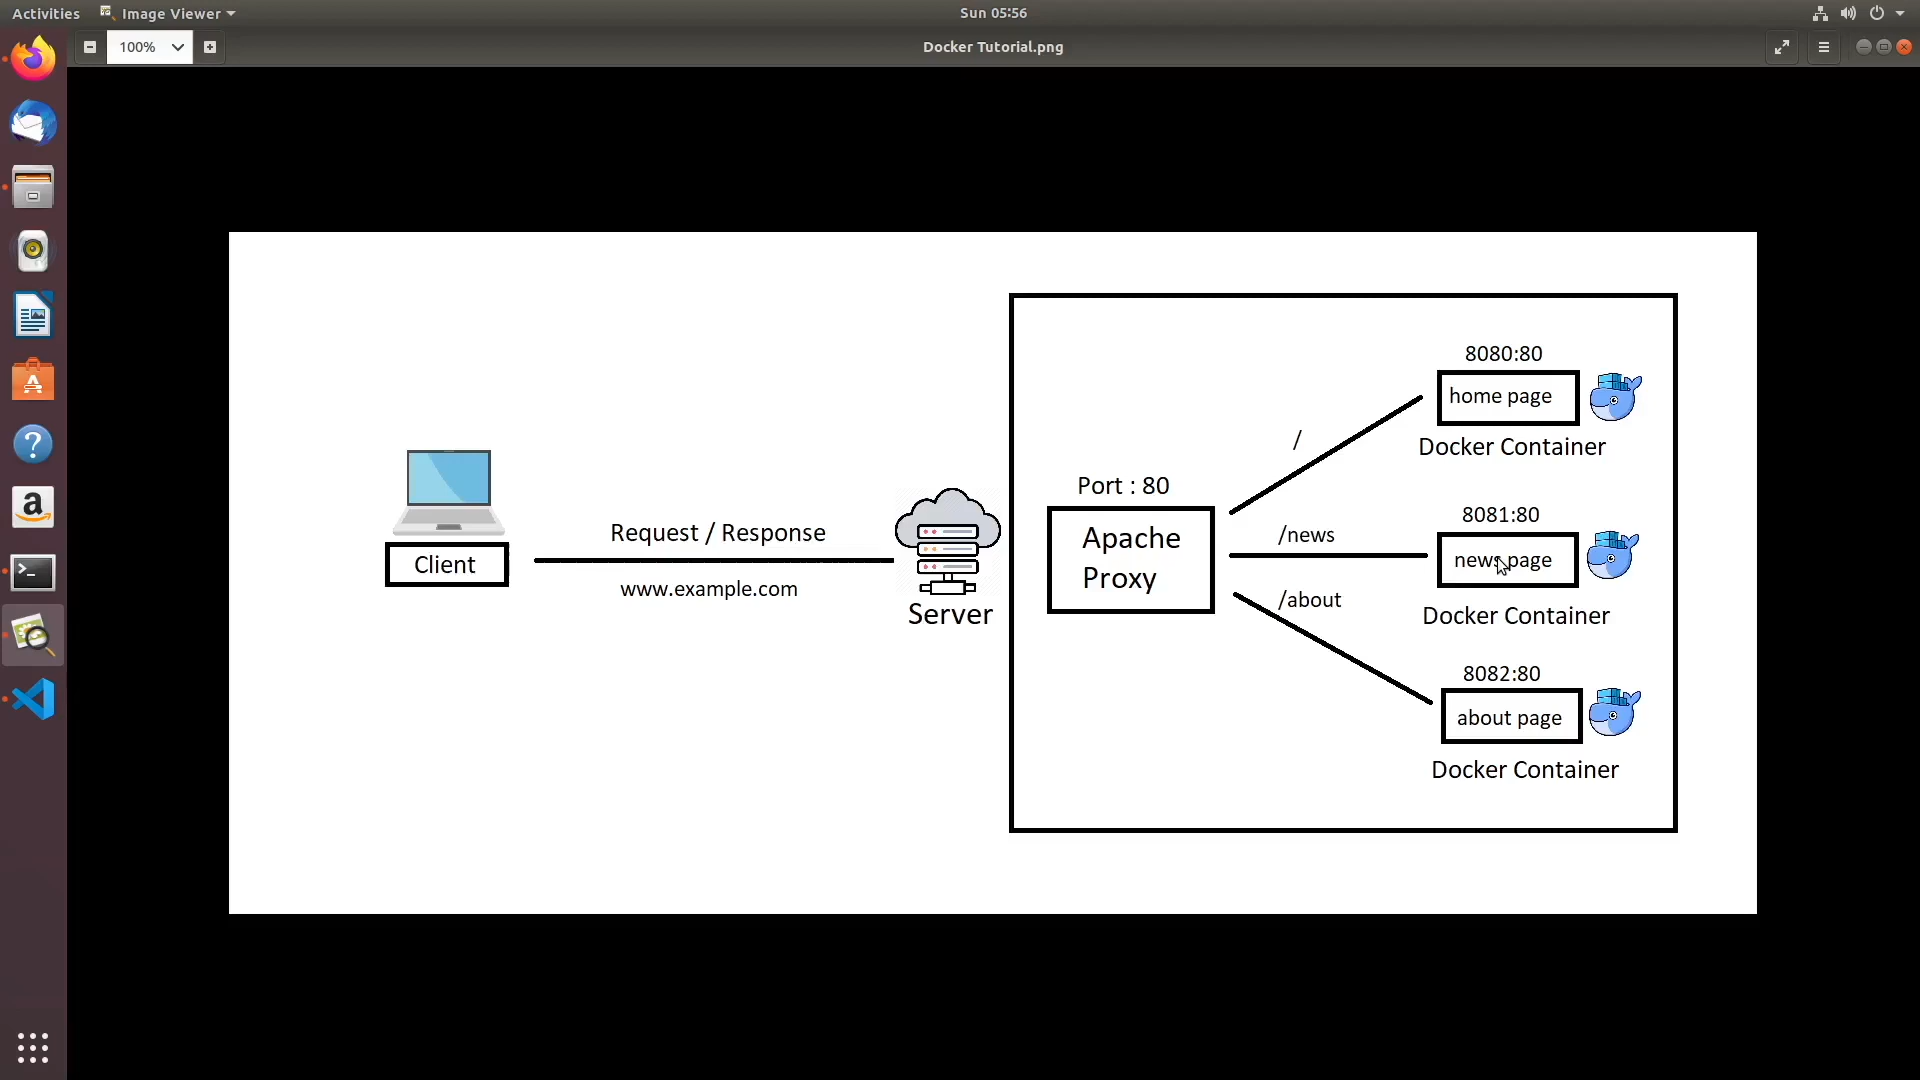 Activities
Image Viewer
Sun 05:56
100%
Docker Tutorial.png
8080:80
home page
Docker Container
/
Port : 80
Apache
Proxy
/news
8081:80
news page
Docker Container
/about
8082:80
about page
Docker Container
Request / Response
Client
www.example.com
Server